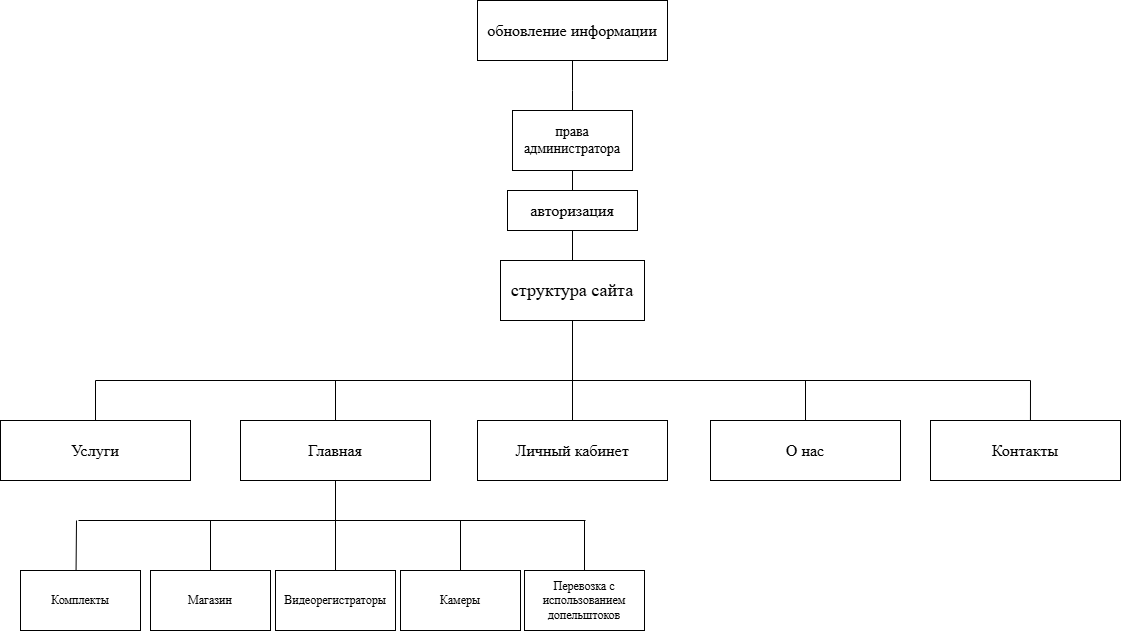 обновление информации
права
администратора
авторизация
структура сайта
Услуги
Главная
Личный кабинет
О нас
Контакты
Комплекты
Магазин
Видеорегистраторы
Камеры
Перевозка с
использованием
допельштоков